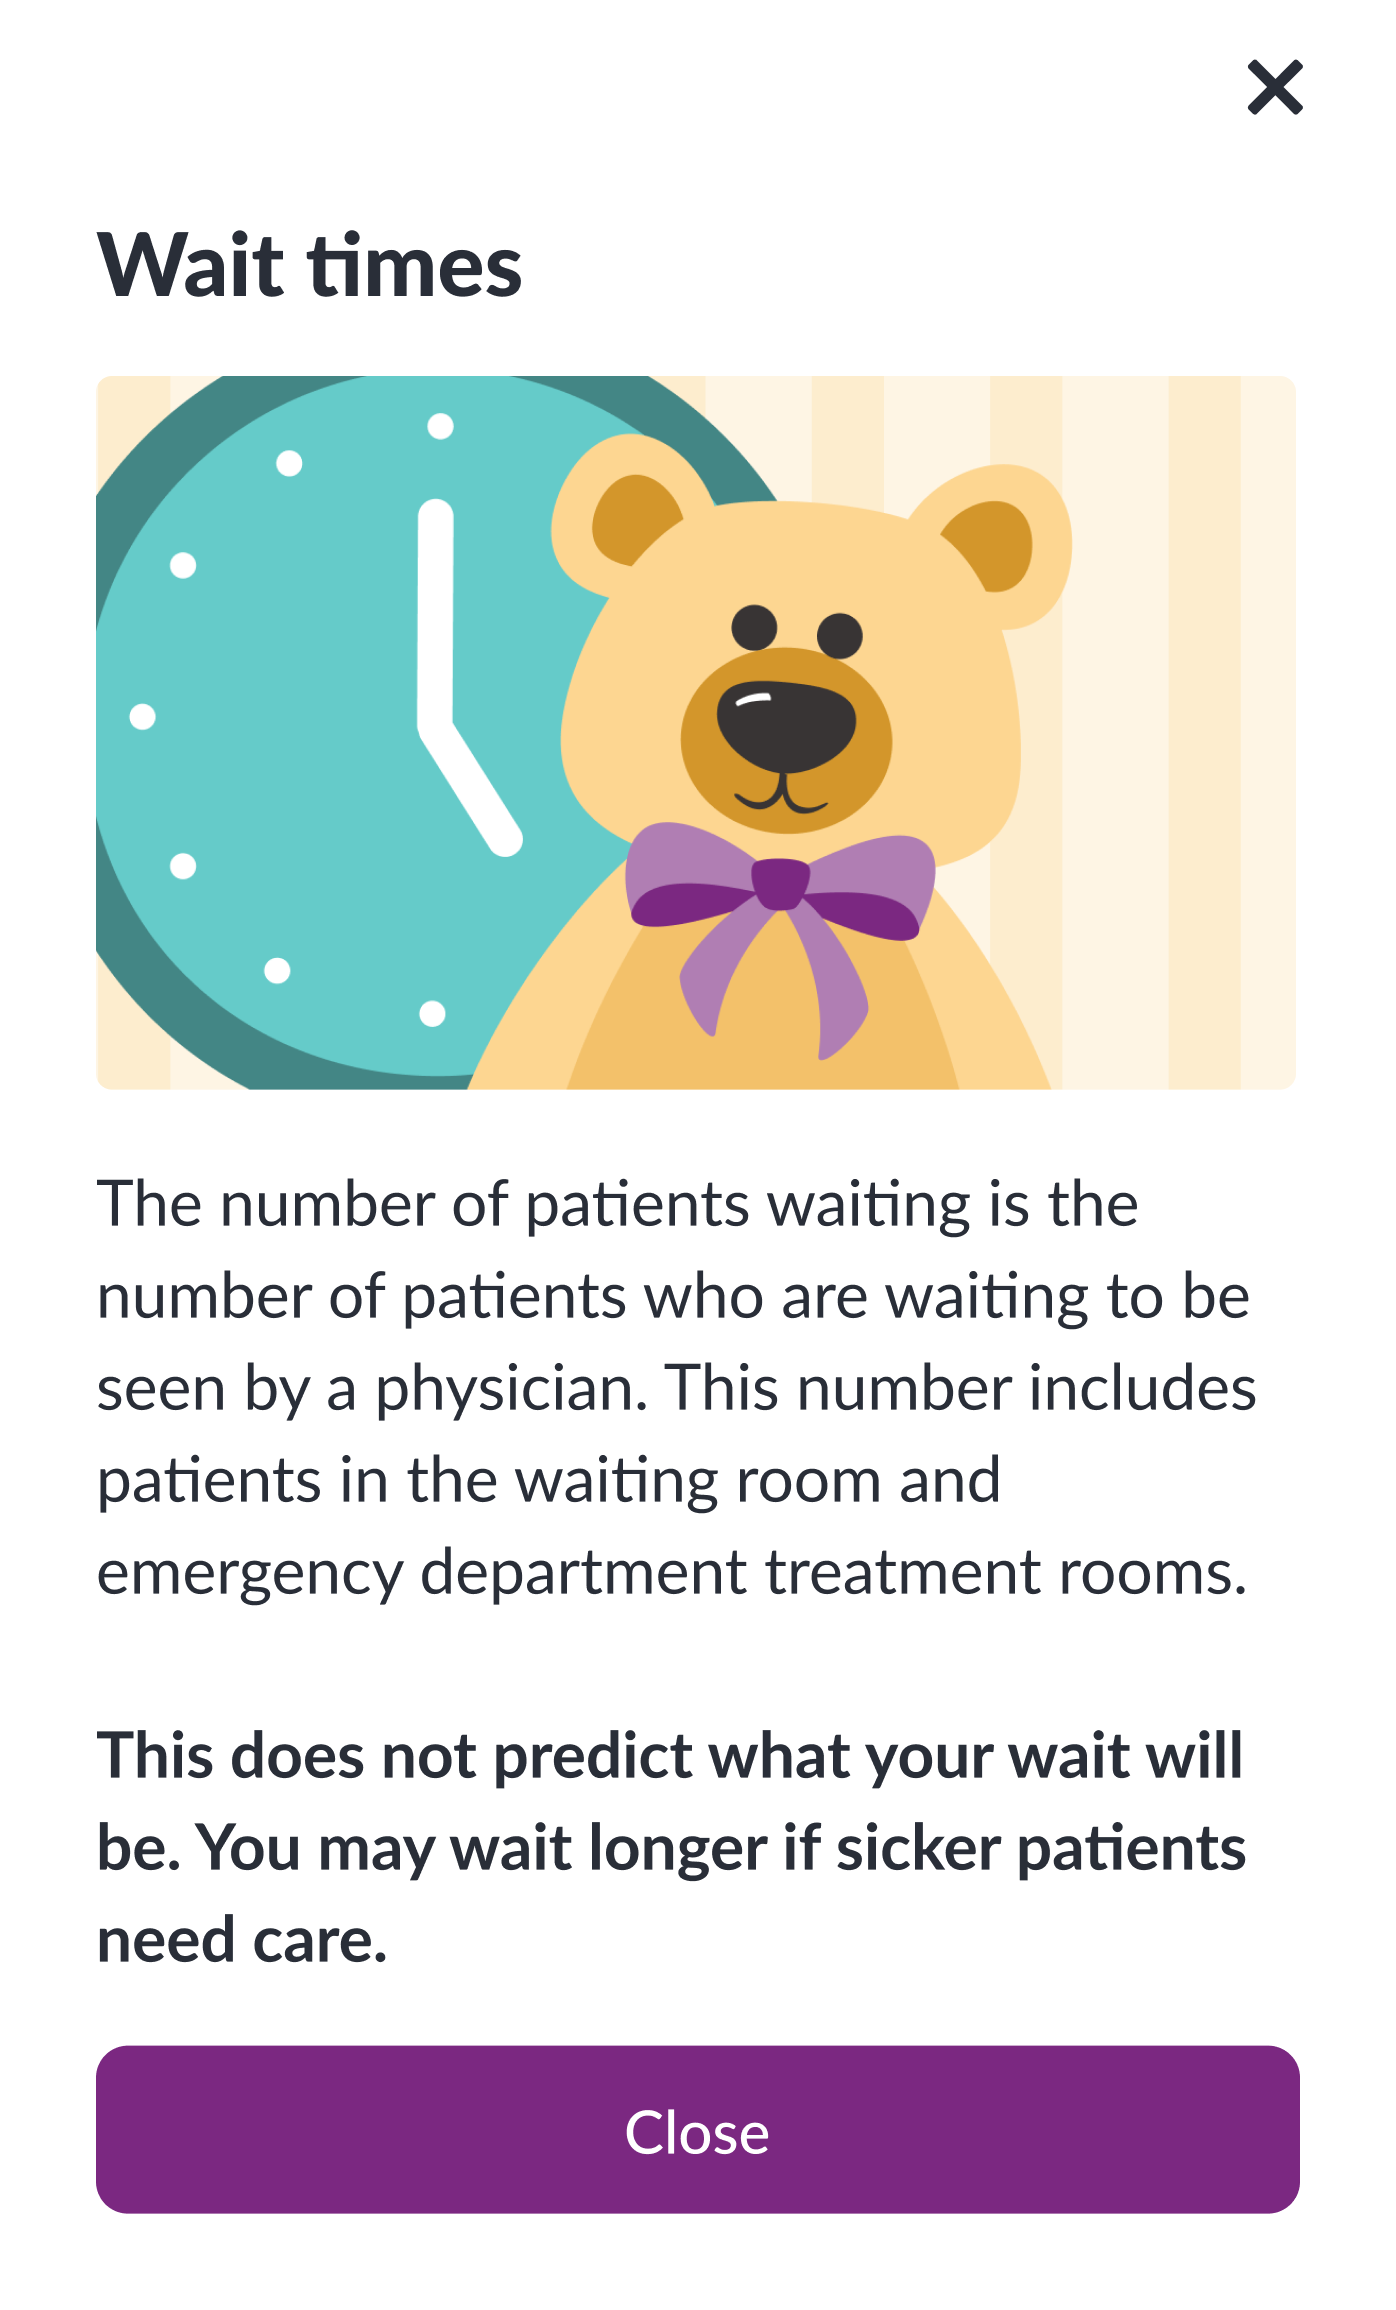 Wait times
The number of patients waiting is the
number of patients who are waiting to be
seen by a physician. This number includes
patients in the waiting room and
emergency department treatment rooms.
This does not predict what your wait will
be. You may wait longer if sicker patients
need care.
Close